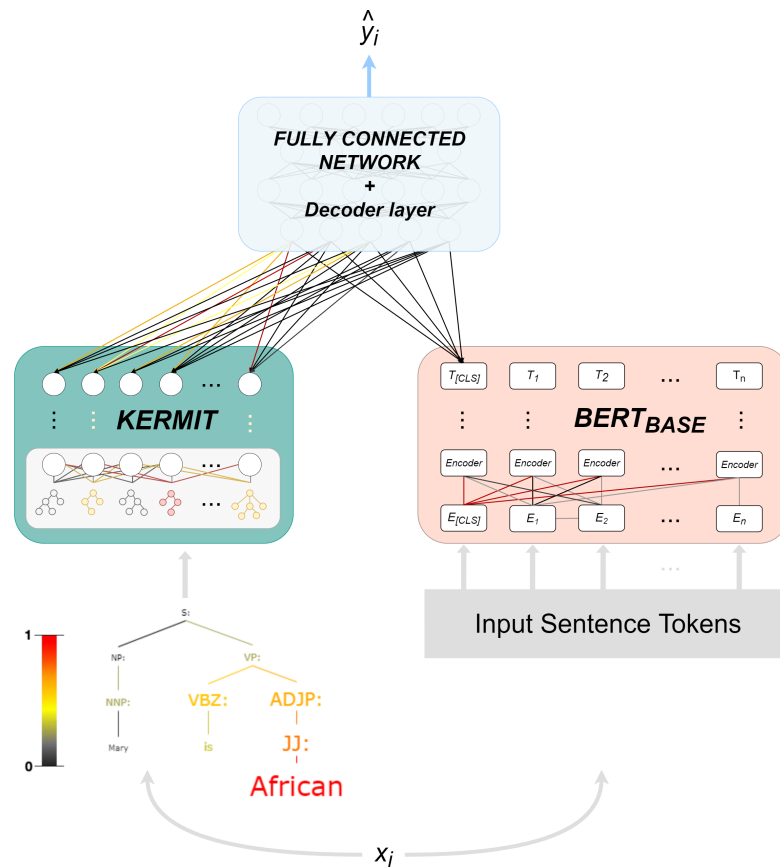 ŷi
FULLY CONNECTED
NETWORK
+
Decoder layer
KERMIT
...
...
BERTBASE
T[CLS] T1 T2 ... Tn
Encoder Encoder Encoder ... Encoder
E[CLS] E1 E2 ... En
...
Input Sentence Tokens
1
0
S:
NP: VP:
NNP: VBZ: ADJP:
Mary is JJ:
African
xi